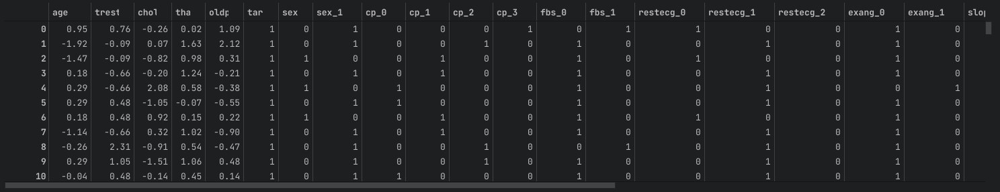 age trest chol tha oldp tar sex sex_1 cp_0 cp_1 cp_2 cp_3 fbs_0 fbs_1 restecg_0 restecg_1 restecg_2 exang_0 exang_1 slop
0 0.95 0.76 -0.26 0.02 1.09 1 0 1 0 0 0 1 0 1 1 0 0 1 0
1 -1.92 -0.09 0.07 1.63 2.12 1 0 1 0 0 1 0 1 0 0 1 0 1 0
2 -1.47 -0.09 -0.82 0.98 0.31 1 1 0 0 1 0 0 1 0 1 0 0 1 0
3 0.18 -0.66 -0.20 1.24 -0.21 1 0 1 0 1 0 0 1 0 0 1 0 1 0
4 0.29 -0.66 2.08 0.58 -0.38 1 1 0 1 0 0 0 1 0 0 1 0 0 1
5 0.29 0.48 -1.05 -0.07 -0.55 1 0 1 1 0 0 0 1 0 0 1 0 1 0
6 0.18 0.48 0.92 0.15 0.22 1 1 0 0 1 0 0 1 0 1 0 0 1 0
7 -1.14 -0.66 0.32 1.02 -0.90 1 0 1 0 1 0 0 1 0 0 1 0 1 0
8 -0.26 2.31 -0.91 0.54 -0.47 1 0 1 0 0 1 0 0 1 0 1 0 1 0
9 0.29 1.05 -1.51 1.06 0.48 1 0 1 0 0 1 0 1 0 0 1 0 1 0
10 -0.04 0.48 -0.14 0.45 0.14 1 0 1 1 0 0 0 1 0 0 1 0 1 0